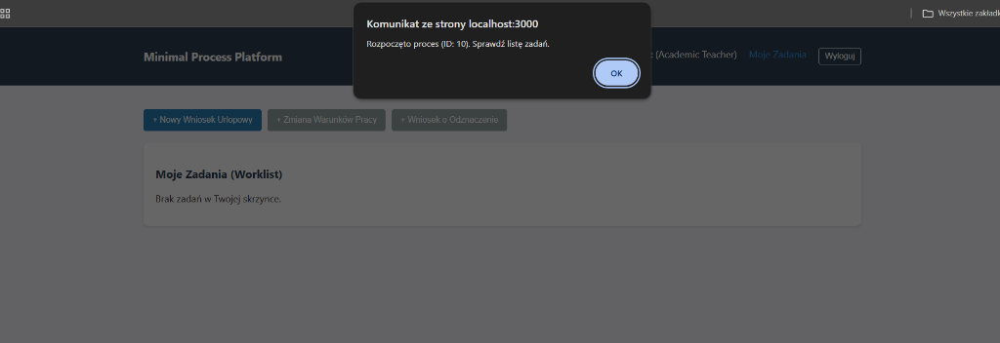 Wszystkie zakładk
Komunikat ze strony localhost:3000
Rozpoczęto proces (ID: 10). Sprawdź listę zadań.
OK
Minimal Process Platform
(Academic Teacher)
Moje Zadania
Wyloguj
+ Nowy Wniosek Urlopowy
+ Zmiana Warunków Pracy
+ Wniosek o Odznaczenie
Moje Zadania (Worklist)
Brak zadań w Twojej skrzynce.